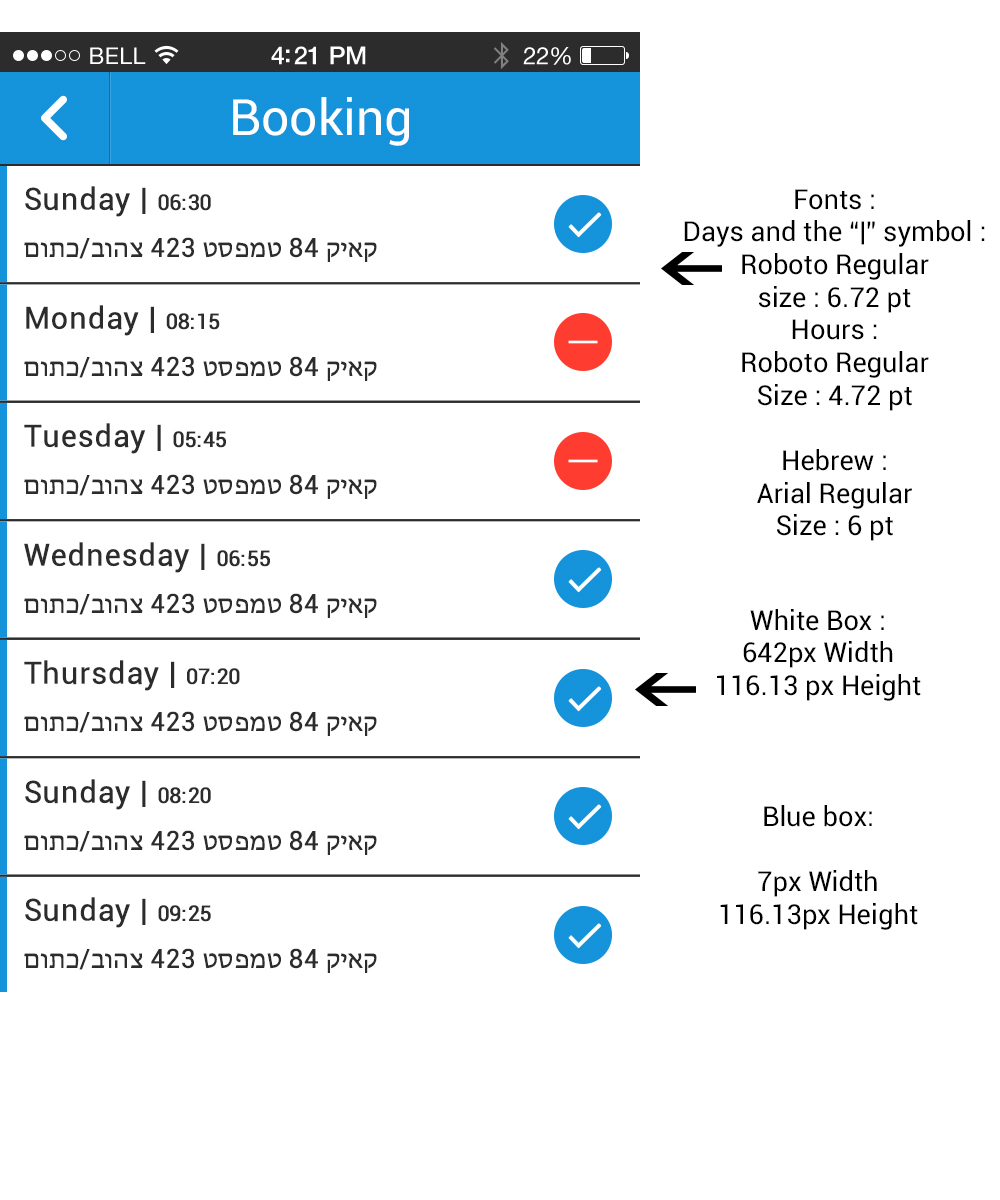 BELL 4:21 PM 22%
Booking
Sunday | 06:30
קאיק 84 טמפסט 423 צהוב/כתום
Monday | 08:15
קאיק 84 טמפסט 423 צהוב/כתום
Tuesday | 05:45
קאיק 84 טמפסט 423 צהוב/כתום
Wednesday | 06:55
קאיק 84 טמפסט 423 צהוב/כתום
Thursday | 07:20
קאיק 84 טמפסט 423 צהוב/כתום
Sunday | 08:20
קאיק 84 טמפסט 423 צהוב/כתום
Sunday | 09:25
קאיק 84 טמפסט 423 צהוב/כתום
Fonts :
Days and the “|” symbol :
Roboto Regular
size : 6.72 pt
Hours :
Roboto Regular
Size : 4.72 pt
Hebrew :
Arial Regular
Size : 6 pt
White Box :
642px Width
116.13 px Height
Blue box:
7px Width
116.13px Height